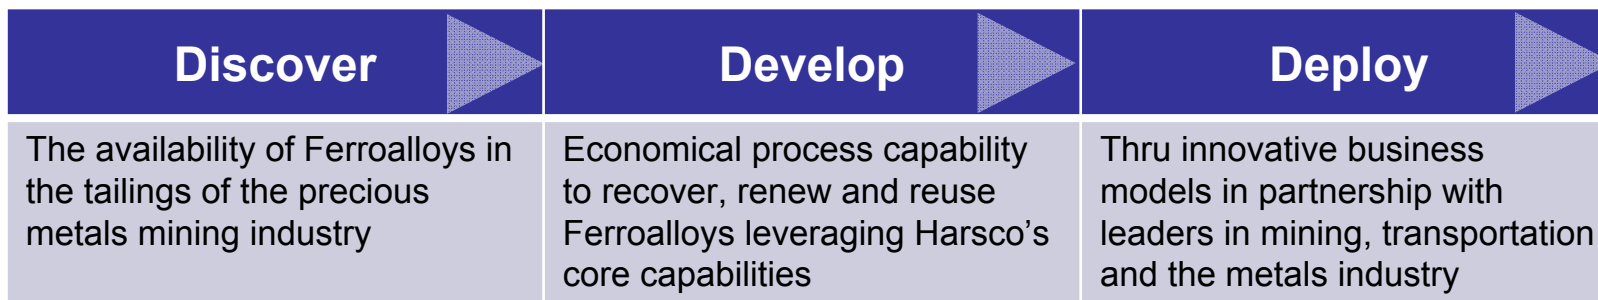 Discover
Develop
Deploy
The availability of Ferroalloys in
the tailings of the precious
metals mining industry
Economical process capability
to recover, renew and reuse
Ferroalloys leveraging Harsco’s
core capabilities
Thru innovative business
models in partnership with
leaders in mining, transportation
and the metals industry